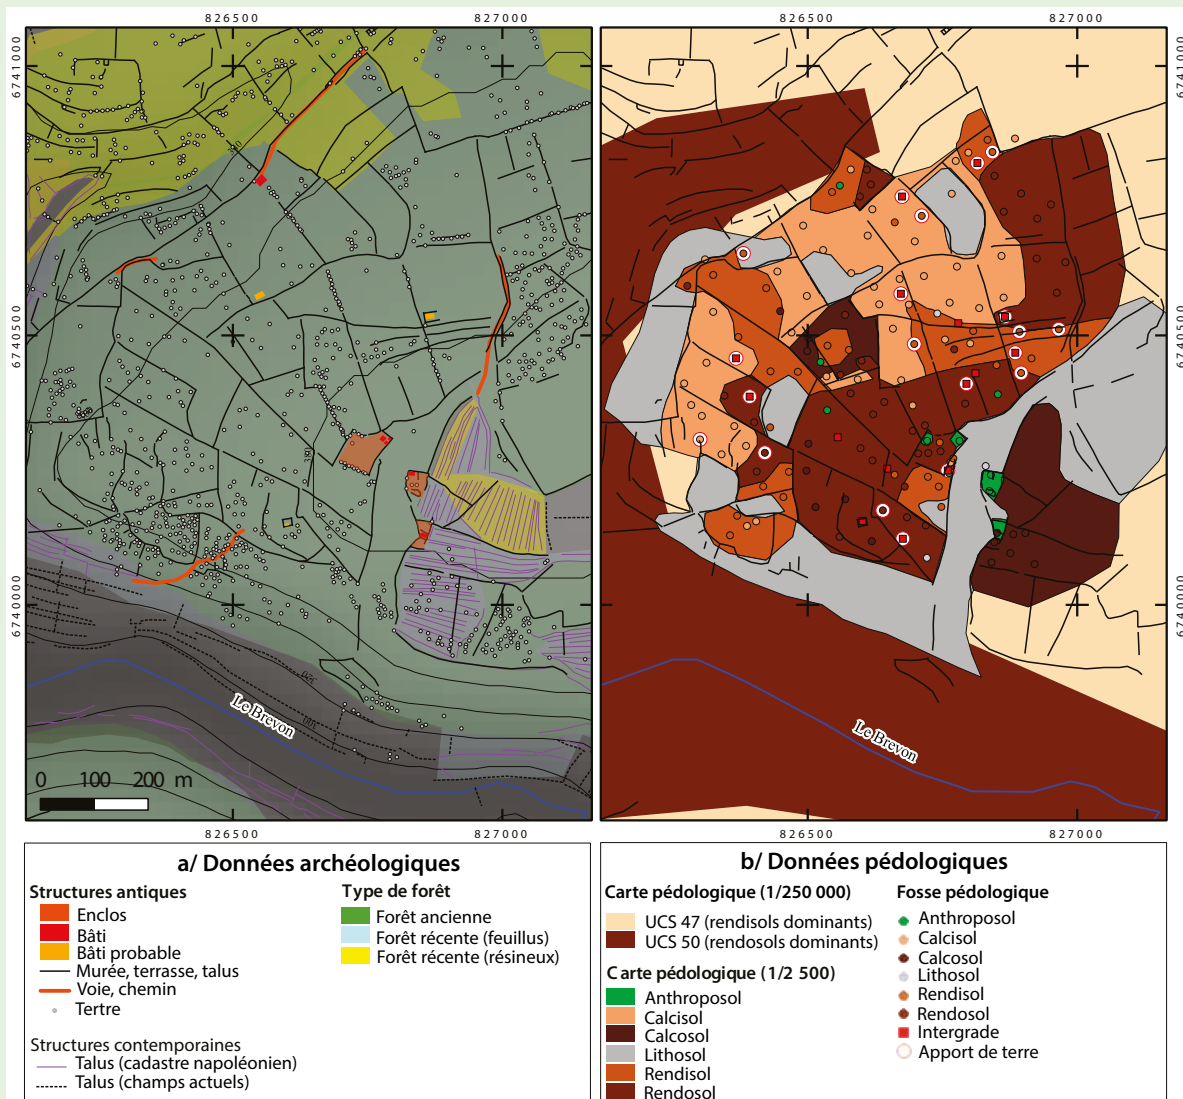 826500
827000
826500
827000
6741000
6741000
6740500
6740500
6740000
6740000
Le Brevon
Le Brevon
0 100 200 m
826500
827000
826500
827000
a/ Données archéologiques
Structures antiques
Enclos
Bâti
Bâti probable
Murée, terrasse, talus
Voie, chemin
Tertre
Structures contemporaines
Talus (cadastre napoléonien)
Talus (champs actuels)
Type de forêt
Forêt ancienne
Forêt récente (feuillus)
Forêt récente (résineux)
b/ Données pédologiques
Carte pédologique (1/250 000)
UCS 47 (rendisols dominants)
UCS 50 (rendosols dominants)
Carte pédologique (1/2 500)
Anthroposol
Calcisol
Calcosol
Lithosol
Rendisol
Rendosol
Fosse pédologique
Anthroposol
Calcisol
Calcosol
Lithosol
Rendisol
Rendosol
Intergrade
Apport de terre